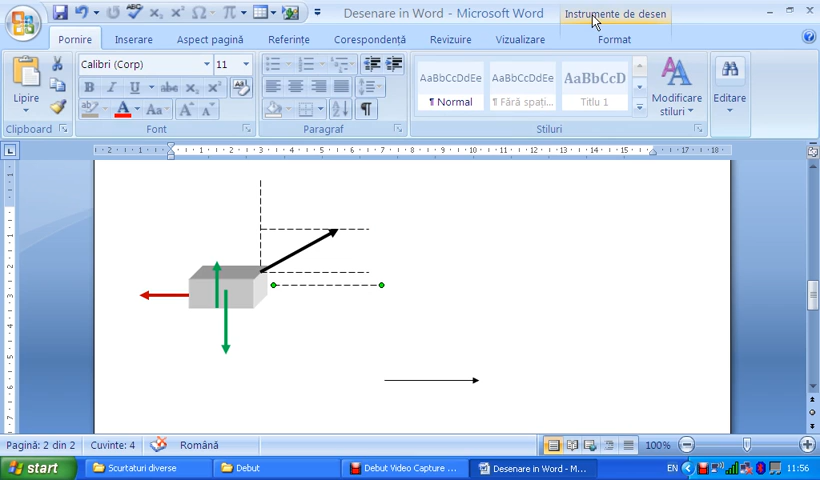 Desenare in Word - Microsoft Word
Instrumente de desen
Pornire
Inserare
Aspect pagină
Referințe
Corespondență
Revizuire
Vizualizare
Format
Lipire
Calibri (Corp)
11
AaBbCcDdEe
AaBbCcDdEe
AaBbCcD
¶ Normal
¶ Fără spați...
Titlu 1
Modificare stiluri
Editare
Clipboard
Font
Paragraf
Stiluri
Pagină: 2 din 2
Cuvinte: 4
Română
100%
start
Scurtaturi diverse
Debut
Debut Video Capture ...
Desenare in Word - M...
EN
11:56